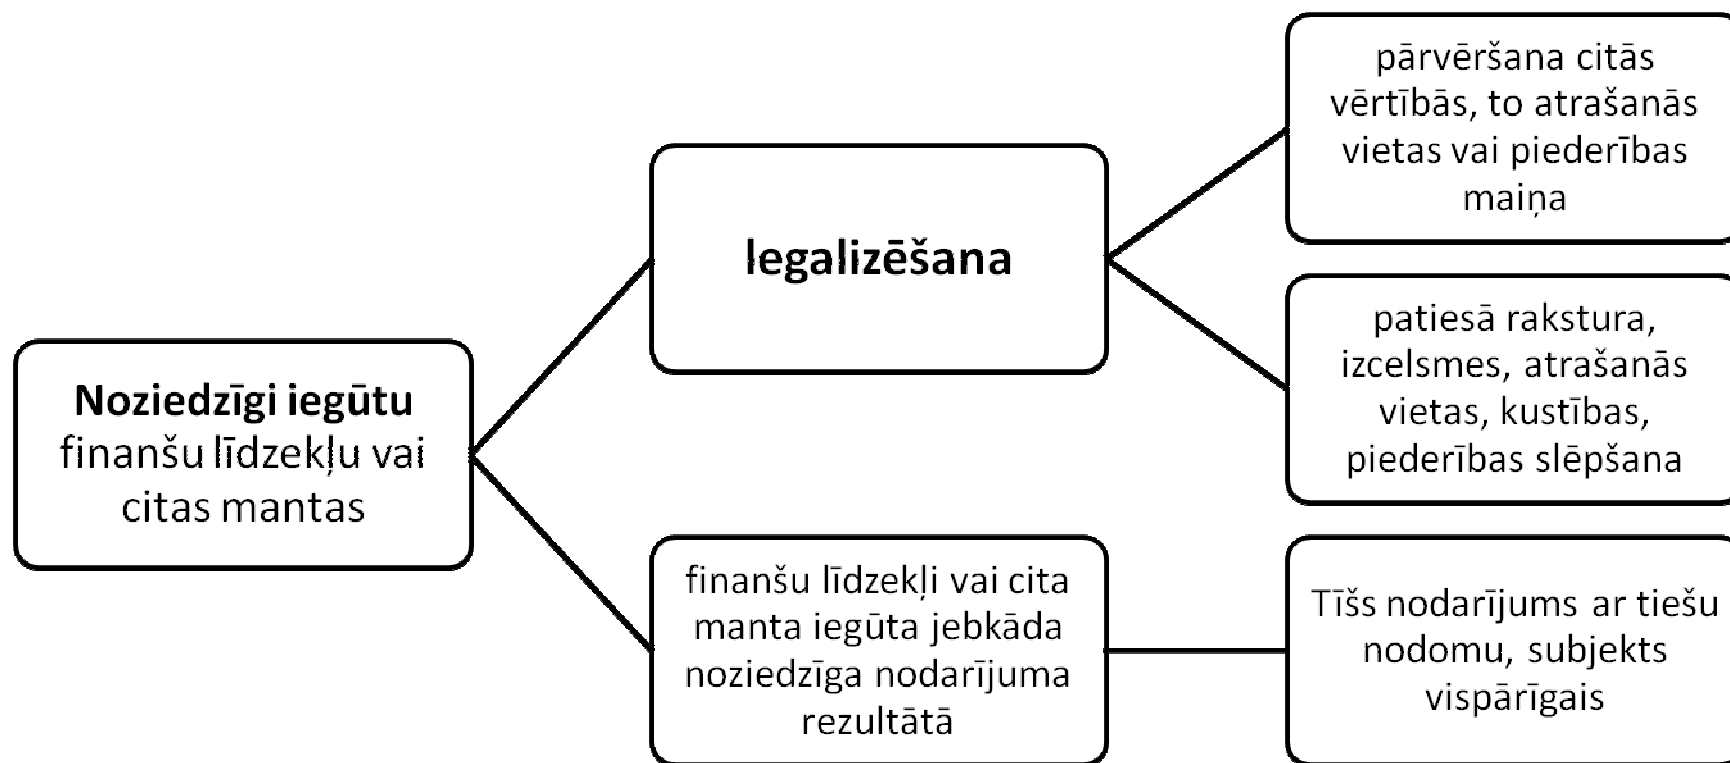 Noziedzīgi iegūtu
finanšu līdzekļu vai
citas mantas
legalizēšana
pārvēršana citās
vērtībās, to atrašanās
vietas vai piederības
maiņa
patiesā rakstura,
izcelsmes, atrašanās
vietas, kustības,
piederības slēpšana
finanšu līdzekļi vai cita
manta iegūta jebkāda
noziedzīga nodarījuma
rezultātā
Tīšs nodarījums ar tiešu
nodomu, subjekts
vispārīgais